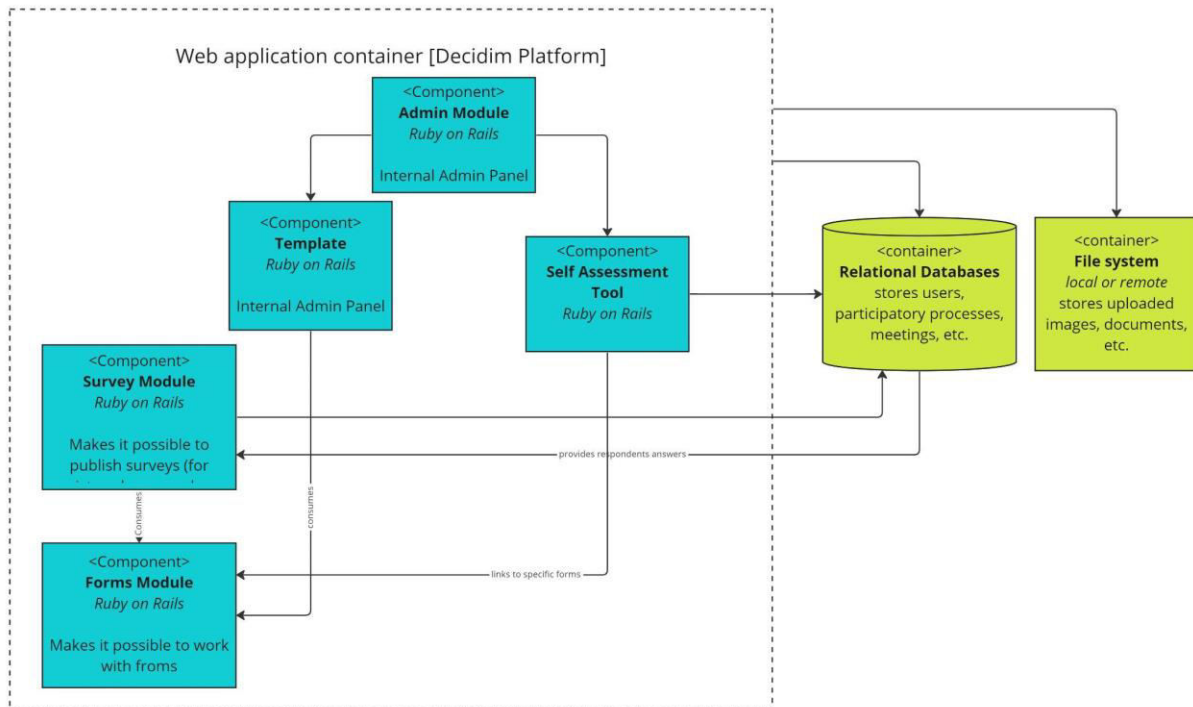 Web application container [Decidim Platform]
<Component>
Admin Module
Ruby on Rails
Internal Admin Panel
<Component>
Template
Ruby on Rails
Internal Admin Panel
<Component>
Self Assessment
Tool
Ruby on Rails
<container>
Relational Databases
stores users,
participatory processes,
meetings, etc.
<container>
File system
local or remote
stores uploaded
images, documents,
etc.
<Component>
Survey Module
Ruby on Rails
Makes it possible to
publish surveys (for
provides respondents answers
Consumes
consumes
<Component>
Forms Module
Ruby on Rails
Makes it possible to work
with froms
links to specific forms